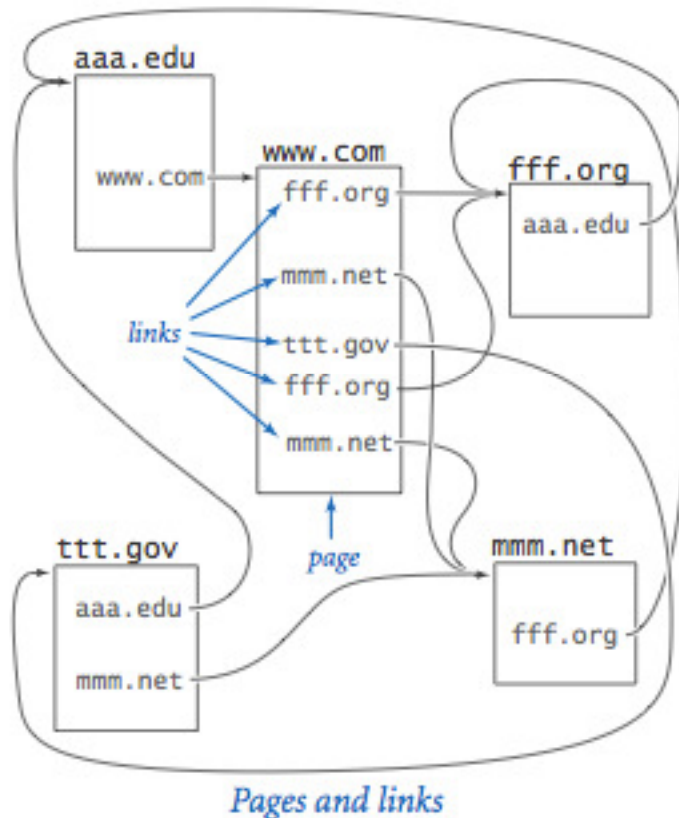 aaa.edu
www.com
www.com
fff.org
mmm.net
ttt.gov
fff.org
mmm.net
links
page
fff.org
aaa.edu
ttt.gov
aaa.edu
mmm.net
mmm.net
fff.org
Pages and links